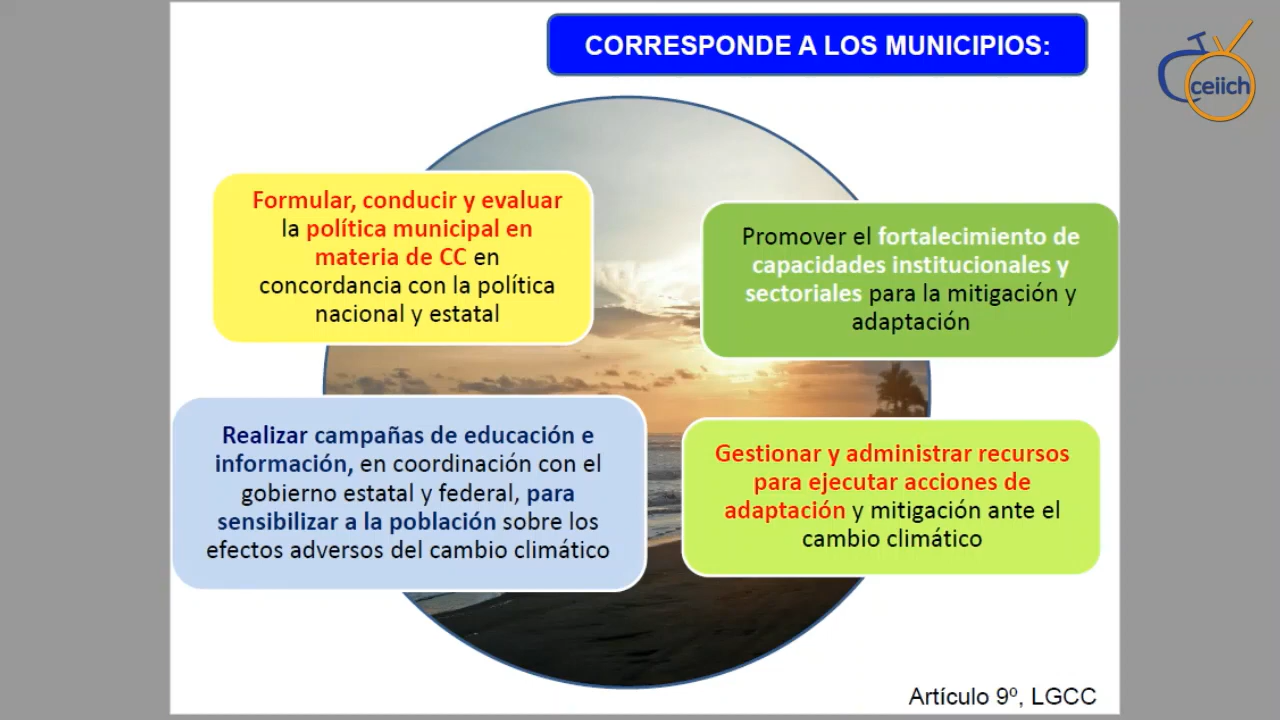 CORRESPONDE A LOS MUNICIPIOS:
ceiich
Formular, conducir y evaluar
la política municipal en
materia de CC en
concordancia con la política
nacional y estatal
Promover el fortalecimiento de
capacidades institucionales y
sectoriales para la mitigación y
adaptación
Realizar campañas de educación e
información, en coordinación con el
gobierno estatal y federal, para
sensibilizar a la población sobre los
efectos adversos del cambio climático
Gestionar y administrar recursos
para ejecutar acciones de
adaptación y mitigación ante el
cambio climático
Artículo 9º, LGCC